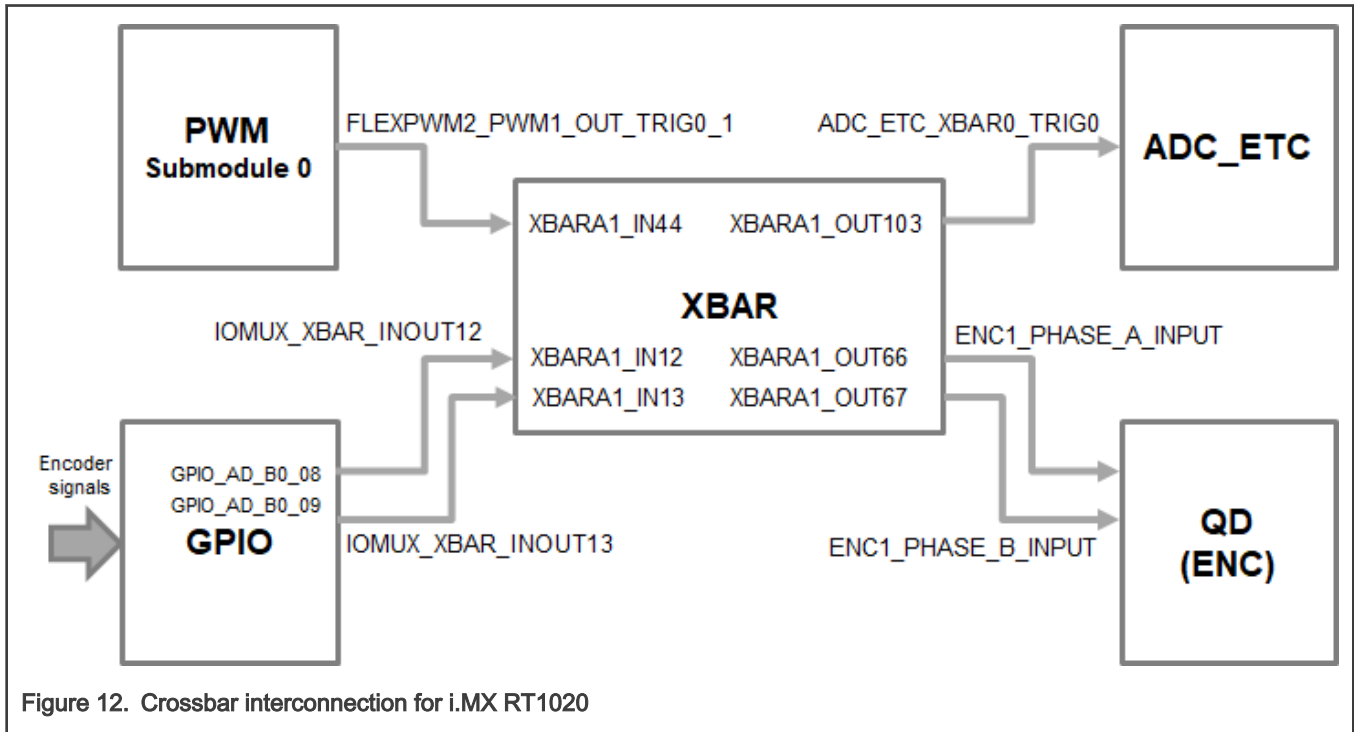 PWM
Submodule 0
FLEXPWM2_PWM1_OUT_TRIG0_1
ADC_ETC_XBAR0_TRIG0
ADC_ETC
XBARA1_IN44
XBARA1_OUT103
XBAR
IOMUX_XBAR_INOUT12
ENC1_PHASE_A_INPUT
XBARA1_IN12
XBARA1_OUT66
XBARA1_IN13
XBARA1_OUT67
Encoder
signals
GPIO_AD_B0_08
GPIO_AD_B0_09
GPIO
IOMUX_XBAR_INOUT13
ENC1_PHASE_B_INPUT
QD
(ENC)
Figure 12. Crossbar interconnection for i.MX RT1020